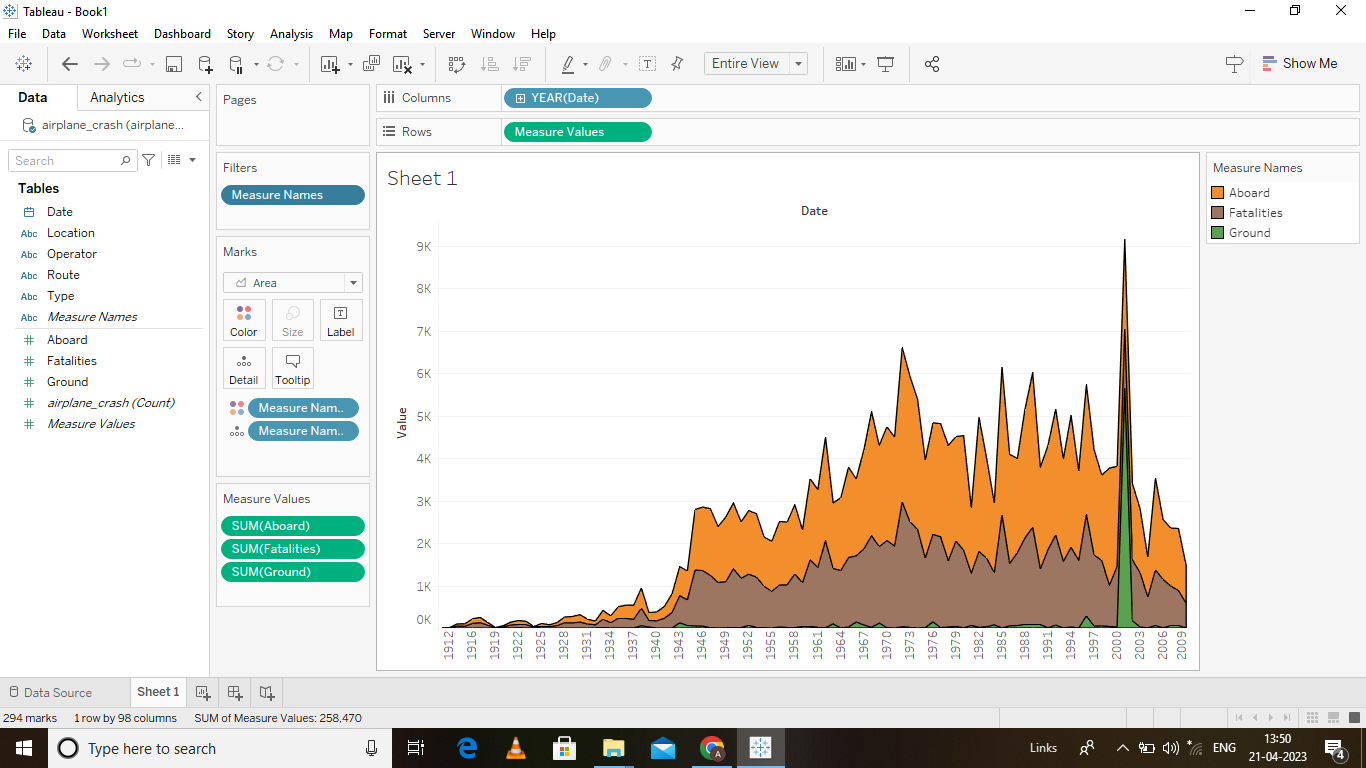 Tableau - Book1
File Data Worksheet Dashboard Story Analysis Map Format Server Window Help
Entire View
Show Me
Data Analytics
airplane_crash (airplane...
Search
Tables
Date
Abc Location
Abc Operator
Abc Route
Abc Type
Abc Measure Names
Aboard
Fatalities
Ground
airplane_crash (Count)
Measure Values
Pages
Filters
Measure Names
Marks
Area
Color Size Label
Detail Tooltip
Measure Nam..
Measure Nam..
Measure Values
SUM(Aboard)
SUM(Fatalities)
SUM(Ground)
Columns YEAR(Date)
Rows Measure Values
Sheet 1
Date
Value
9K
8K
7K
6K
5K
4K
3K
2K
1K
0K
1912 1916 1919 1922 1925 1928 1931 1934 1937 1940 1943 1946 1949 1952 1955 1958 1961 1964 1967 1970 1973 1976 1979 1982 1985 1988 1991 1994 1997 2000 2003 2006 2009
Measure Names
Aboard
Fatalities
Ground
Data Source Sheet 1
294 marks 1 row by 98 columns SUM of Measure Values: 258,470
Type here to search
A
Links
ENG
13:50
21-04-2023
4